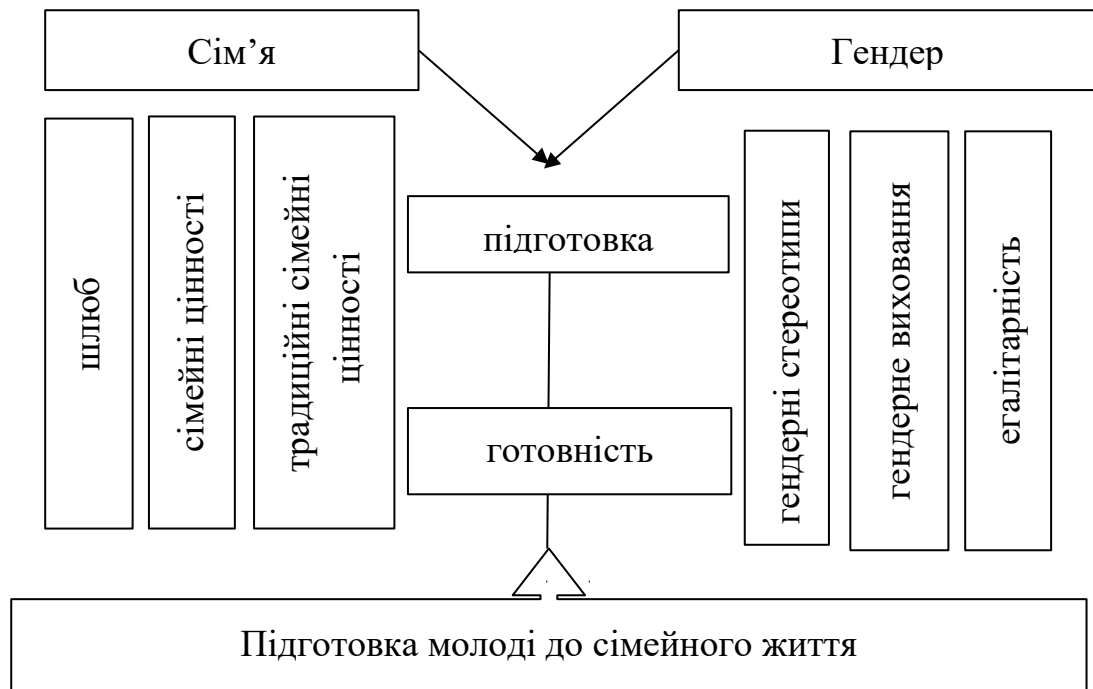 Сім’я
Гендер
шлюб
сімейні цінності
традиційні сімейні
цінності
підготовка
готовність
гендерні стереотипи
гендерне виховання
егалітарність
Підготовка молоді до сімейного життя